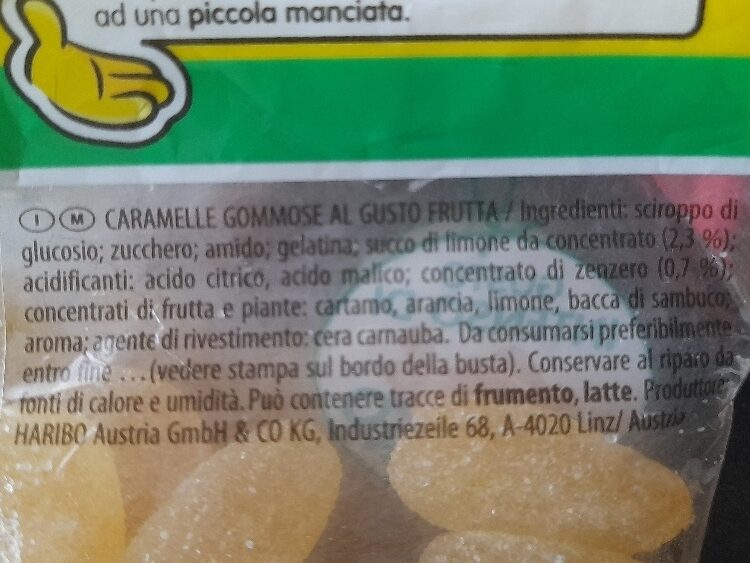 ad una piccola manciata.
I M CARAMELLE GOMMOSE AL GUSTO FRUTTA / Ingredienti: sciroppo di
glucosio; zucchero; amido; gelatina; succo di limone da concentrato (2,3 %);
acidificanti: acido citrico, acido malico; concentrato di zenzero (0,7 %);
concentrati di frutta e piante: cartamo, arancia, limone, bacca di sambuco;
aroma; agente di rivestimento: cera carnauba. Da consumarsi preferibilmente
entro fine ...(vedere stampa sul bordo della busta). Conservare al riparo da
fonti di calore e umidità. Può contenere tracce di frumento, latte. Produttore:
HARIBO Austria GmbH & CO KG, Industriezeile 68, A-4020 Linz/ Austria